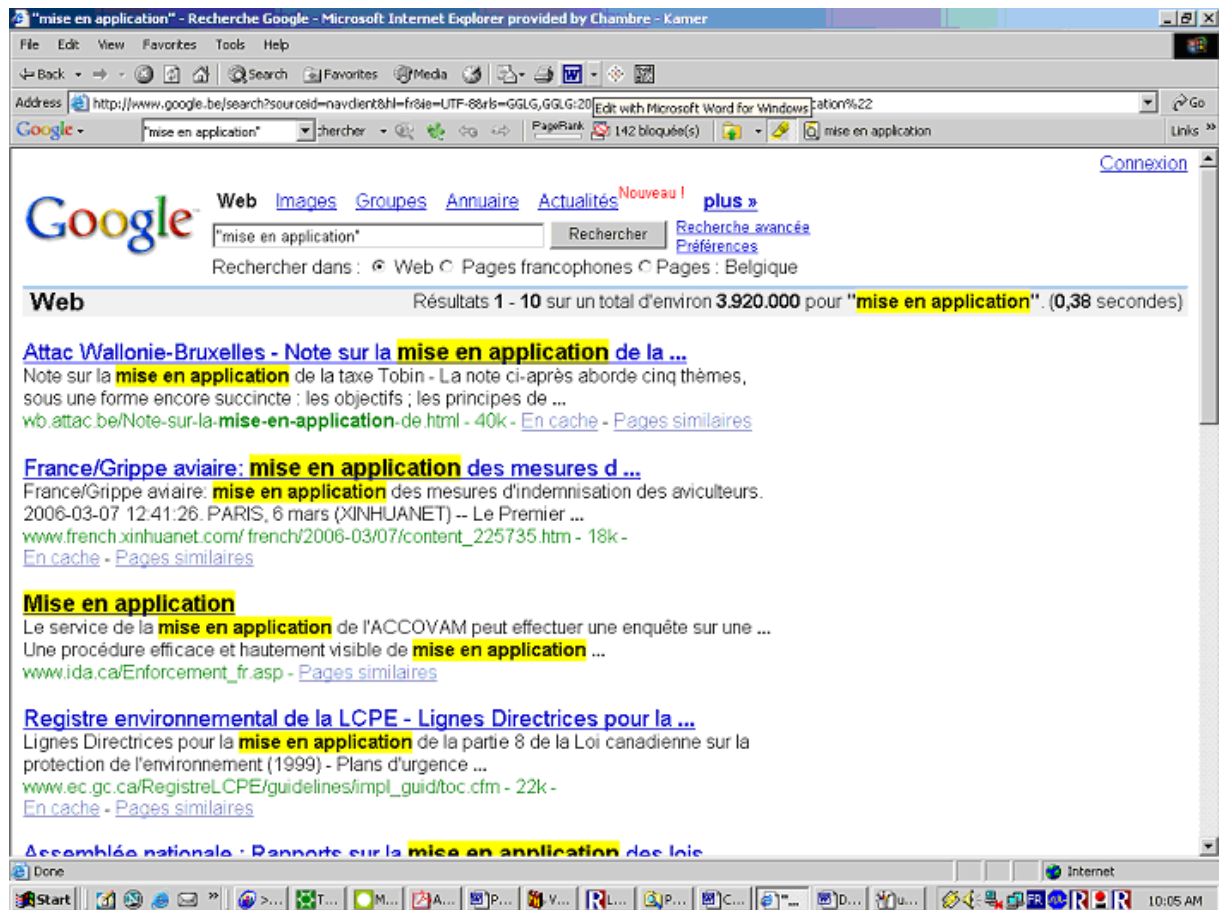 "mise en application" - Recherche Google - Microsoft Internet Explorer provided by Chambre - Kamer
File Edit View Favorites Tools Help
Back Search Favorites Media
Address http://www.google.be/search?sourceid=navclient&hl=fr&ie=UTF-8&rls=GGLG,GGLG:20 Edit with Microsoft Word for Windows cation%22 Go
Google "mise en application" chercher PageRank 142 bloquée(s) mise en application Links »
Connexion
Google Web Images Groupes Annuaire Actualités Nouveau ! plus »
"mise en application" Rechercher Recherche avancée
Préférences
Rechercher dans : Web Pages francophones Pages : Belgique
Web Résultats 1 - 10 sur un total d'environ 3.920.000 pour "mise en application". (0,38 secondes)
Attac Wallonie-Bruxelles - Note sur la mise en application de la ...
Note sur la mise en application de la taxe Tobin - La note ci-après aborde cinq thèmes,
sous une forme encore succincte : les objectifs ; les principes de ...
wb.attac.be/Note-sur-la-mise-en-application-de.html - 40k - En cache - Pages similaires
France/Grippe aviaire: mise en application des mesures d ...
France/Grippe aviaire: mise en application des mesures d'indemnisation des aviculteurs.
2006-03-07 12:41:26. PARIS, 6 mars (XINHUANET) -- Le Premier ...
www.french.xinhuanet.com/ french/2006-03/07/content_225735.htm - 18k -
En cache - Pages similaires
Mise en application
Le service de la mise en application de l'ACCOVAM peut effectuer une enquête sur une ...
Une procédure efficace et hautement visible de mise en application ...
www.ida.ca/Enforcement_fr.asp - Pages similaires
Registre environnemental de la LCPE - Lignes Directrices pour la ...
Lignes Directrices pour la mise en application de la partie 8 de la Loi canadienne sur la
protection de l'environnement (1999) - Plans d'urgence ...
www.ec.gc.ca/RegistreLCPE/guidelines/impl_guid/toc.cfm - 22k -
En cache - Pages similaires
Assemblée nationale : Rapports sur la mise en application des lois
Done Internet
Start » >... T... M... A... P... V... L... P... C... "... D... u... FR 10:05 AM